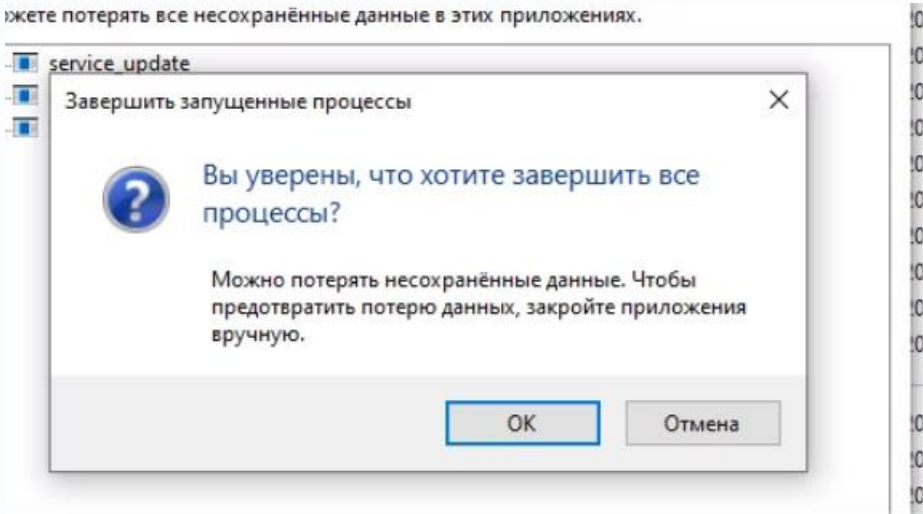 жете потерять все несохранённые данные в этих приложениях.
service_update
Завершить запущенные процессы
Вы уверены, что хотите завершить все
процессы?
Можно потерять несохранённые данные. Чтобы
предотвратить потерю данных, закройте приложения
вручную.
ОК
Отмена